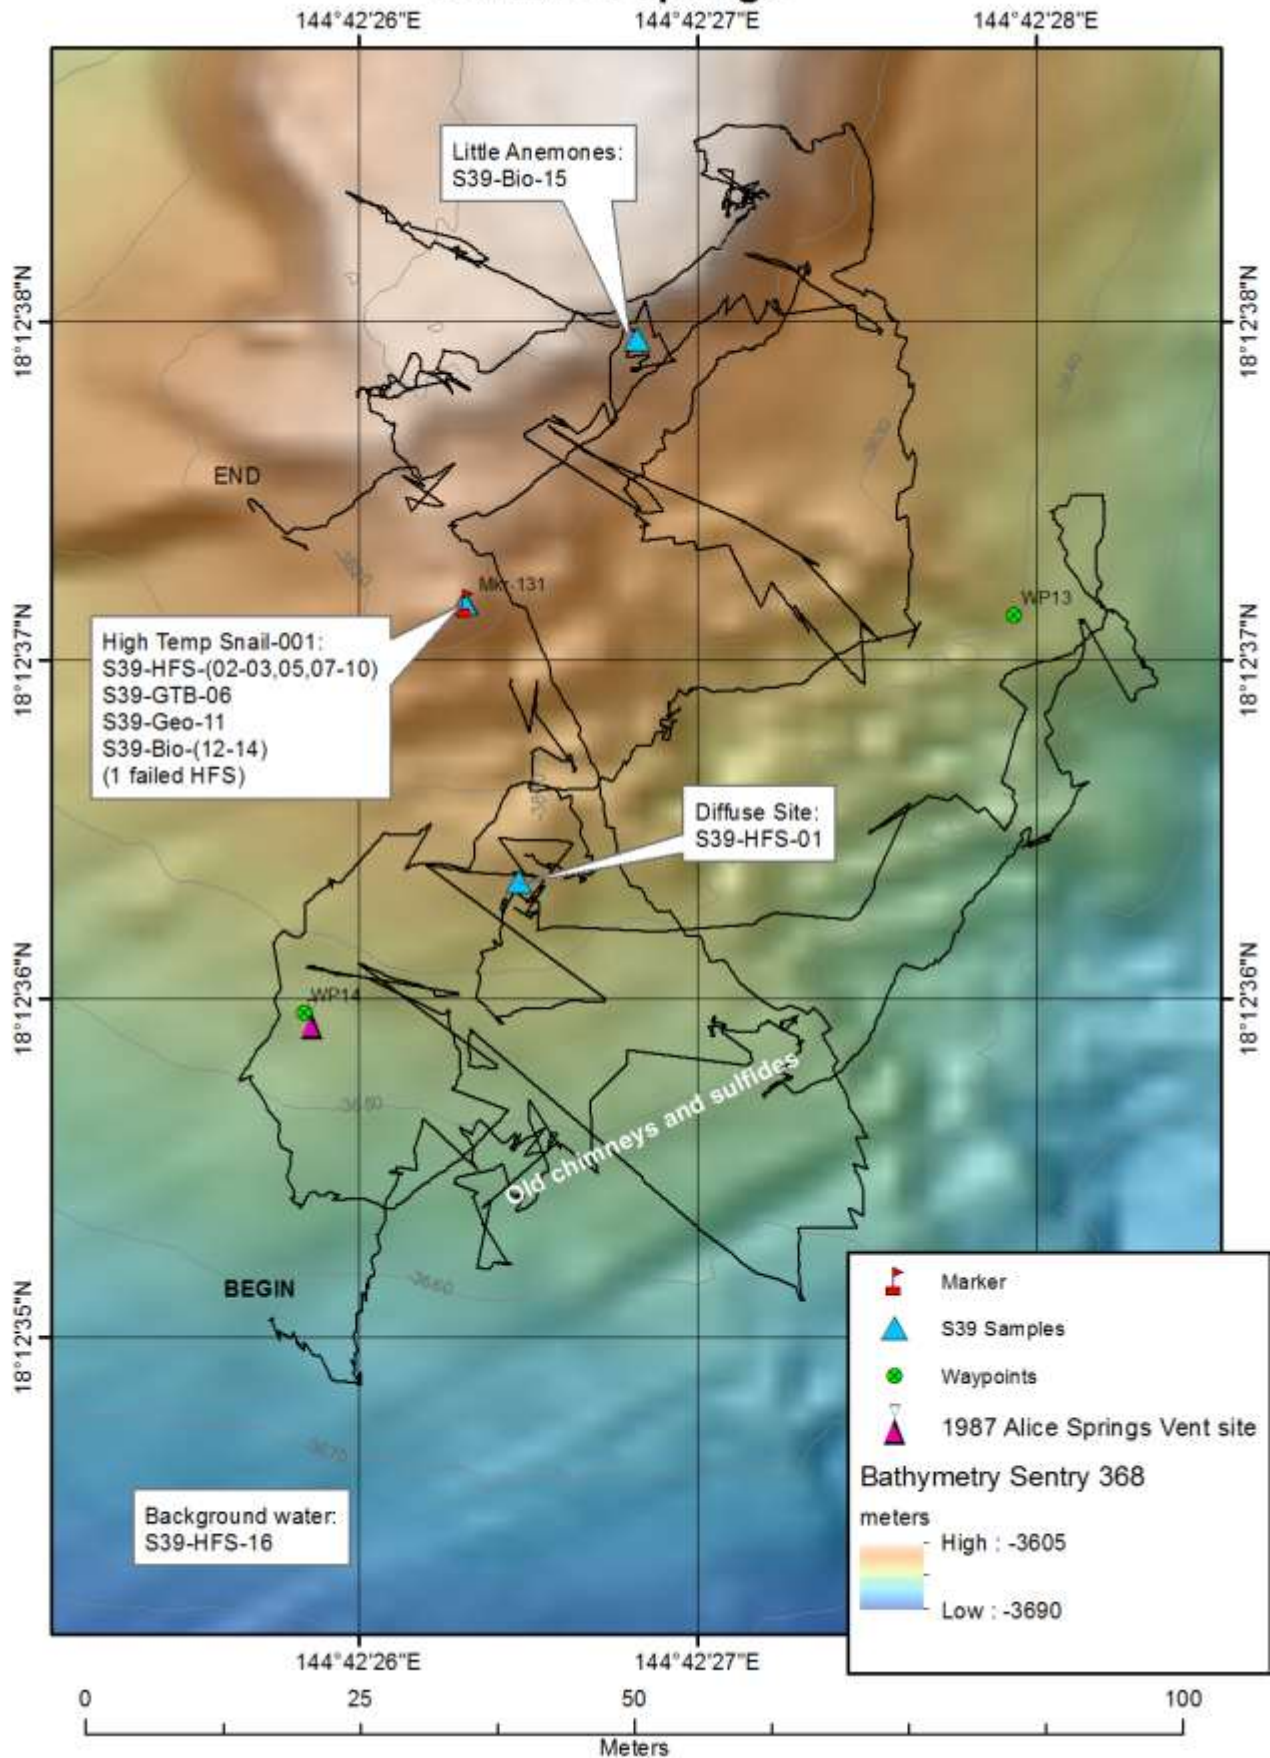 144°42'26"E
144°42'27"E
144°42'28"E
Little Anemones:
S39-Bio-15
18°12'38"N
18°12'38"N
-3640
-3630
END
-3620
Mkr-131
WP13
High Temp Snail-001:
S39-HFS-(02-03,05,07-10)
S39-GTB-06
S39-Geo-11
S39-Bio-(12-14)
(1 failed HFS)
18°12'37"N
18°12'37"N
Diffuse Site:
S39-HFS-01
WP14
18°12'36"N
18°12'36"N
Old chimneys and sulfides
BEGIN
-3660
18°12'35"N
-3670
Background water:
S39-HFS-16
Marker
S39 Samples
Waypoints
1987 Alice Springs Vent site
Bathymetry Sentry 368
meters
High : -3605
Low : -3690
144°42'26"E
144°42'27"E
0
25
50
100
Meters